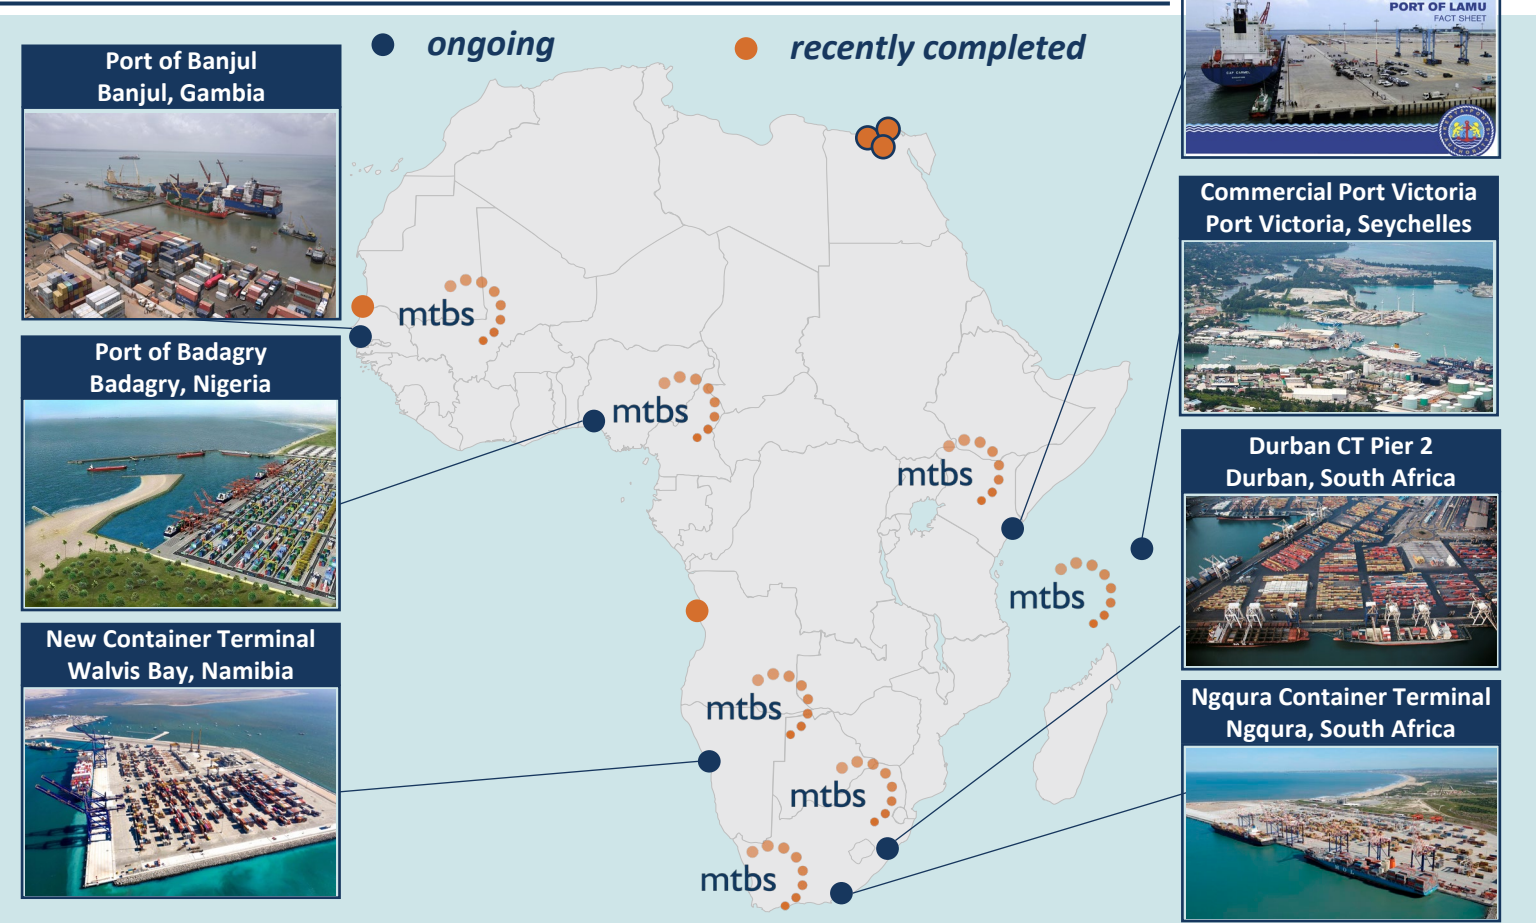 ongoing
recently completed
PORT OF LAMU
FACT SHEET
Port of Banjul
Banjul, Gambia
Commercial Port Victoria
Port Victoria, Seychelles
mtbs
Port of Badagry
Badagry, Nigeria
mtbs
Durban CT Pier 2
Durban, South Africa
mtbs
mtbs
New Container Terminal
Walvis Bay, Namibia
mtbs
Ngqura Container Terminal
Ngqura, South Africa
mtbs
mtbs